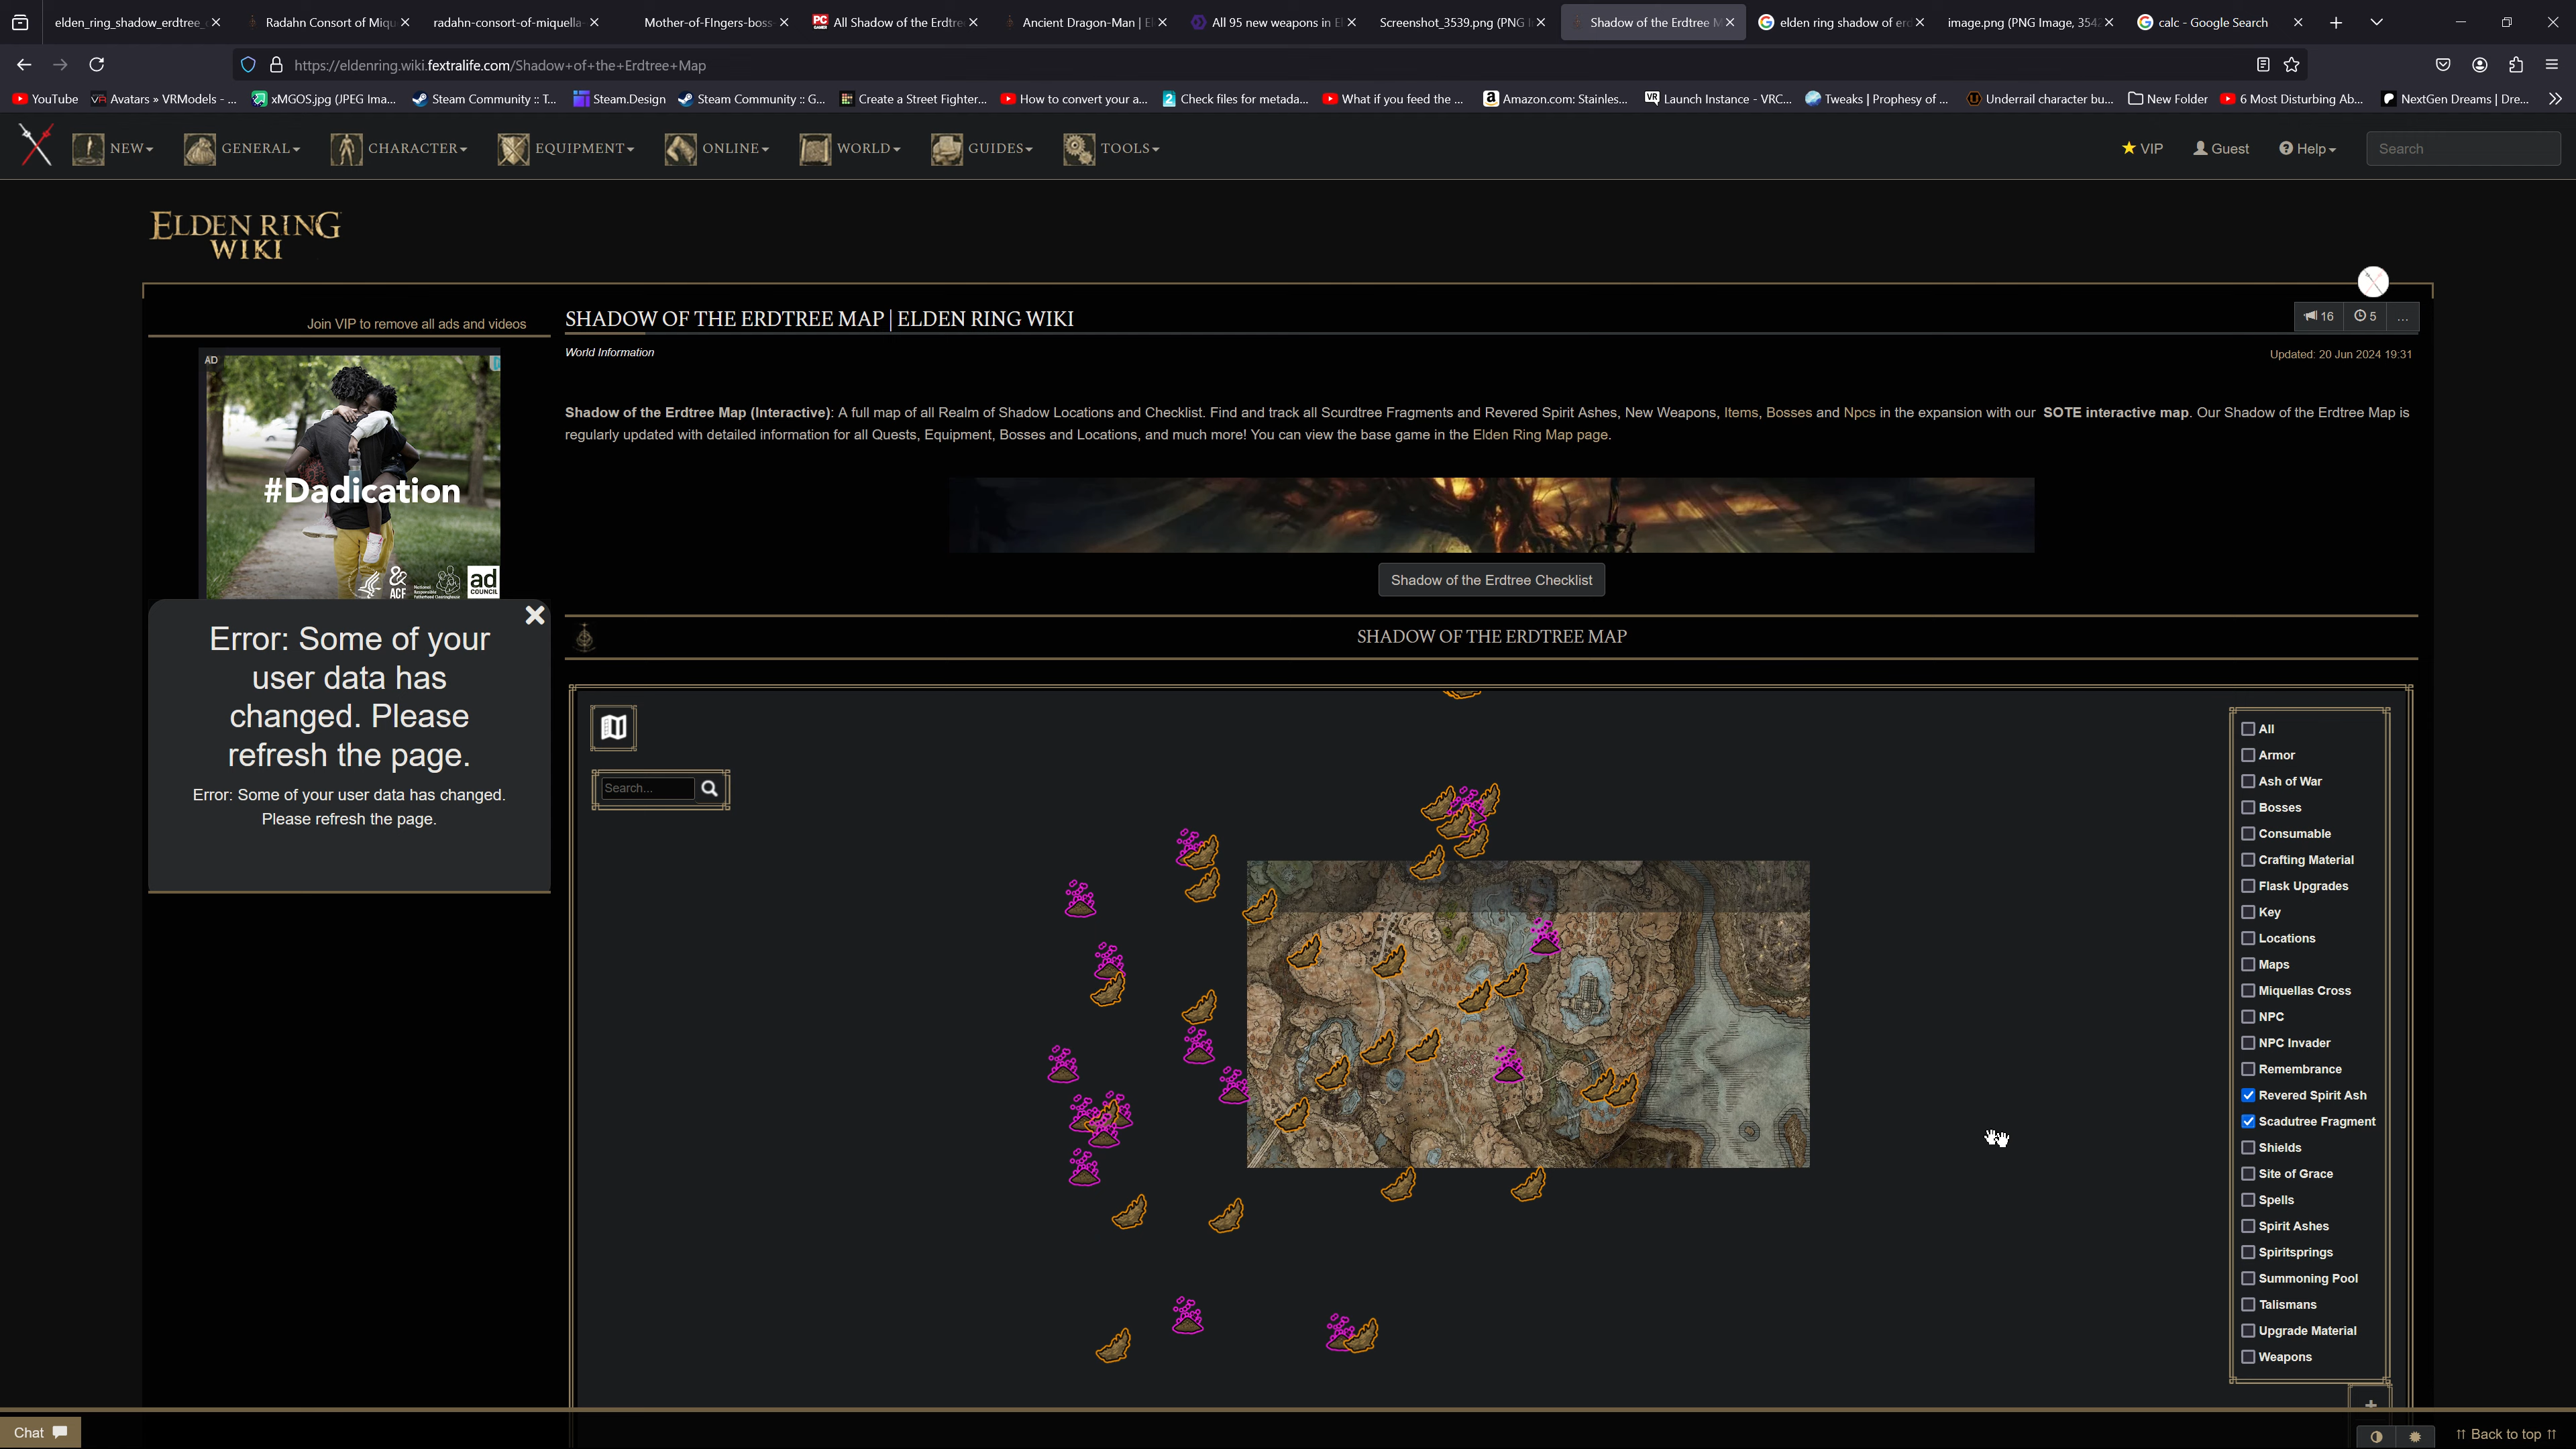 elden_ring_shadow_erdtree_
Radahn Consort of Miqu
radahn-consort-of-miquella-
Mother-of-FIngers-boss-
All Shadow of the Erdtree
Ancient Dragon-Man | E
All 95 new weapons in E
Screenshot_3539.png (PNG I
Shadow of the Erdtree M
elden ring shadow of erd
image.png (PNG Image, 354
calc - Google Search
https://eldenring.wiki.fextralife.com/Shadow+of+the+Erdtree+Map
YouTube
Avatars » VRModels - ...
xMGOS.jpg (JPEG Ima...
Steam Community :: T...
Steam.Design
Steam Community :: G...
Create a Street Fighter...
How to convert your a...
Check files for metada...
What if you feed the ...
Amazon.com: Stainles...
Launch Instance - VRC...
Tweaks | Prophesy of ...
Underrail character bu...
New Folder
6 Most Disturbing Ab...
NextGen Dreams | Dre...
NEW
GENERAL
CHARACTER
EQUIPMENT
ONLINE
WORLD
GUIDES
TOOLS
VIP
Guest
Help
Search
ELDEN RING
WIKI
Join VIP to remove all ads and videos
SHADOW OF THE ERDTREE MAP | ELDEN RING WIKI
16
5
...
World Information
Updated: 20 Jun 2024 19:31
AD
#Dadication
ACF
ad
COUNCIL
Shadow of the Erdtree Map (Interactive): A full map of all Realm of Shadow Locations and Checklist. Find and track all Scurdtree Fragments and Revered Spirit Ashes, New Weapons, Items, Bosses and Npcs in the expansion with our SOTE interactive map. Our Shadow of the Erdtree Map is
regularly updated with detailed information for all Quests, Equipment, Bosses and Locations, and much more! You can view the base game in the Elden Ring Map page.
Shadow of the Erdtree Checklist
Error: Some of your
user data has
changed. Please
refresh the page.
Error: Some of your user data has changed.
Please refresh the page.
SHADOW OF THE ERDTREE MAP
Search...
All
Armor
Ash of War
Bosses
Consumable
Crafting Material
Flask Upgrades
Key
Locations
Maps
Miquellas Cross
NPC
NPC Invader
Remembrance
Revered Spirit Ash
Scadutree Fragment
Shields
Site of Grace
Spells
Spirit Ashes
Spiritsprings
Summoning Pool
Talismans
Upgrade Material
Weapons
+
Chat
Back to top